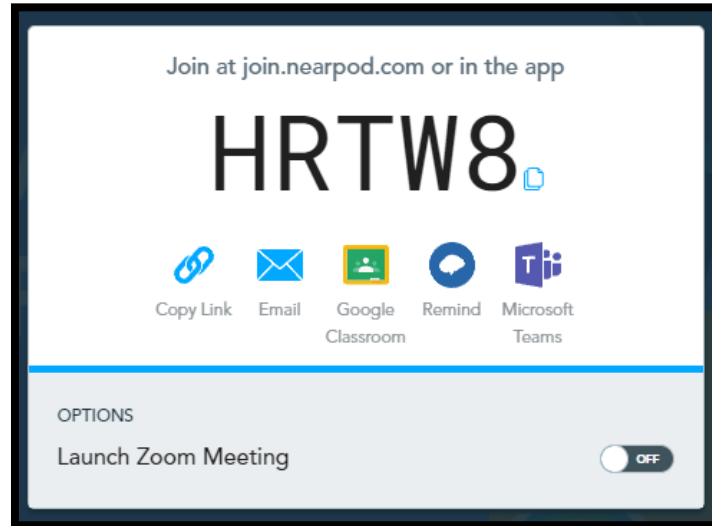 Join at join.nearpod.com or in the app
HRTW8
Copy Link Email Google Classroom Remind Microsoft Teams
OPTIONS
Launch Zoom Meeting OFF